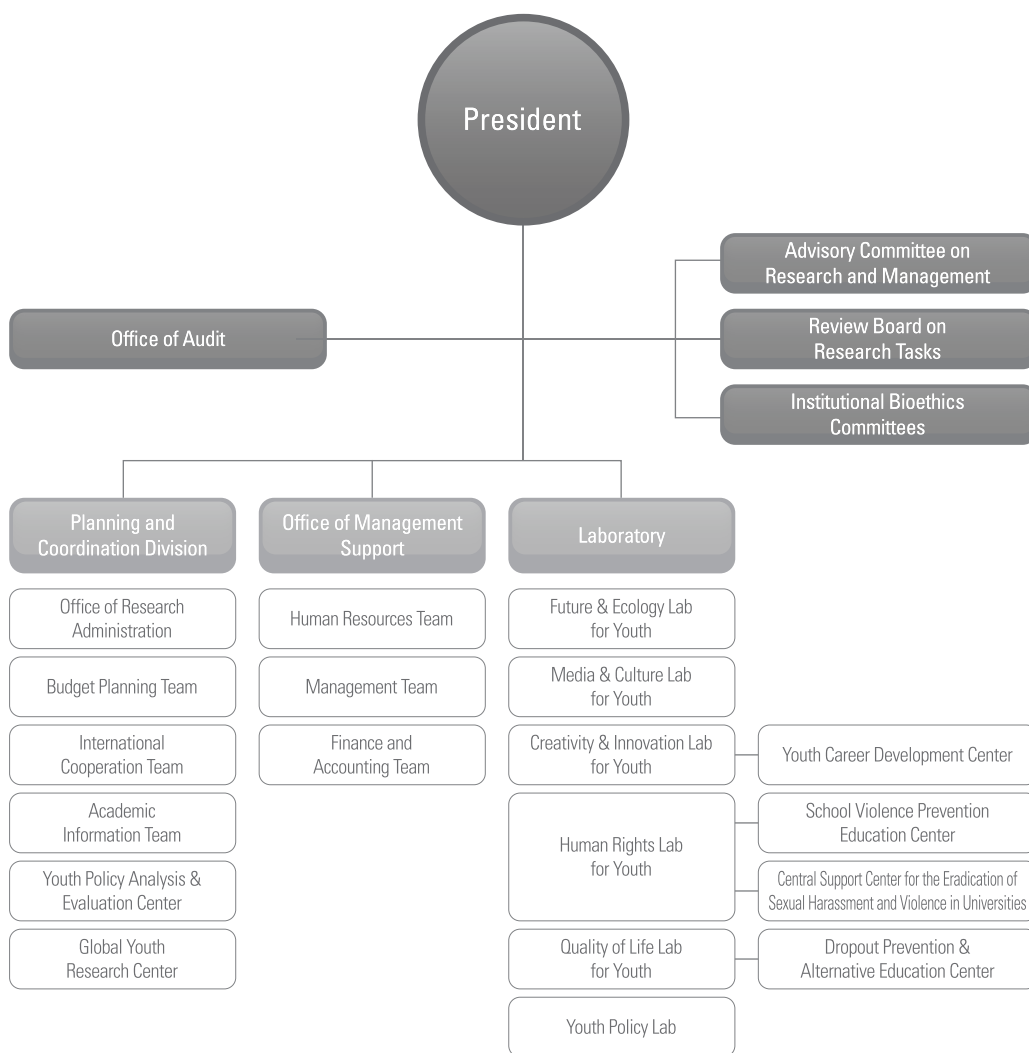 President
Advisory Committee on
Research and Management
Office of Audit
Review Board on
Research Tasks
Institutional Bioethics
Committees
Planning and
Coordination Division
Office of Management
Support
Laboratory
Office of Research
Administration
Budget Planning Team
International
Cooperation Team
Academic
Information Team
Youth Policy Analysis &
Evaluation Center
Global Youth
Research Center
Human Resources Team
Management Team
Finance and
Accounting Team
Future & Ecology Lab
for Youth
Media & Culture Lab
for Youth
Creativity & Innovation Lab
for Youth
Youth Career Development Center
Human Rights Lab
for Youth
School Violence Prevention
Education Center
Central Support Center for the Eradication of
Sexual Harassment and Violence in Universities
Quality of Life Lab
for Youth
Dropout Prevention &
Alternative Education Center
Youth Policy Lab